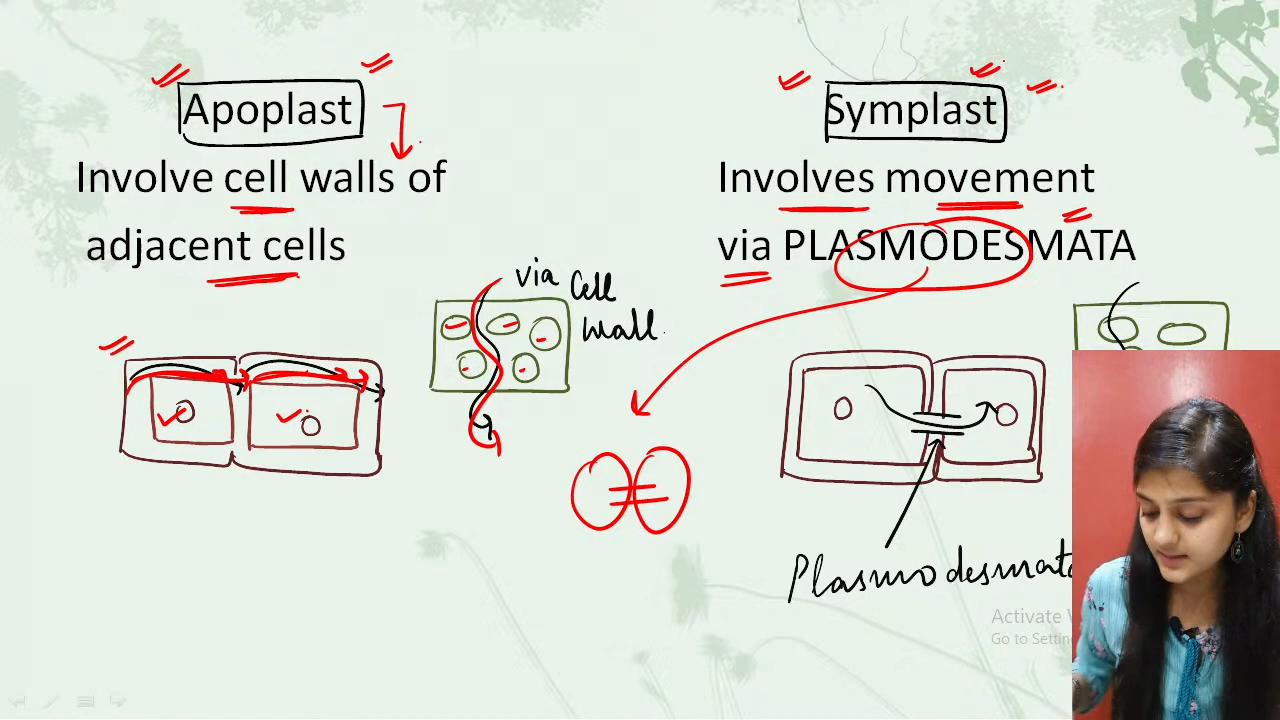 Apoplast
Involve cell walls of
adjacent cells
via Cell
wall
Symplast
Involves movement
via PLASMODESMATA
Plasmodesmata
Activate
Go to Settin